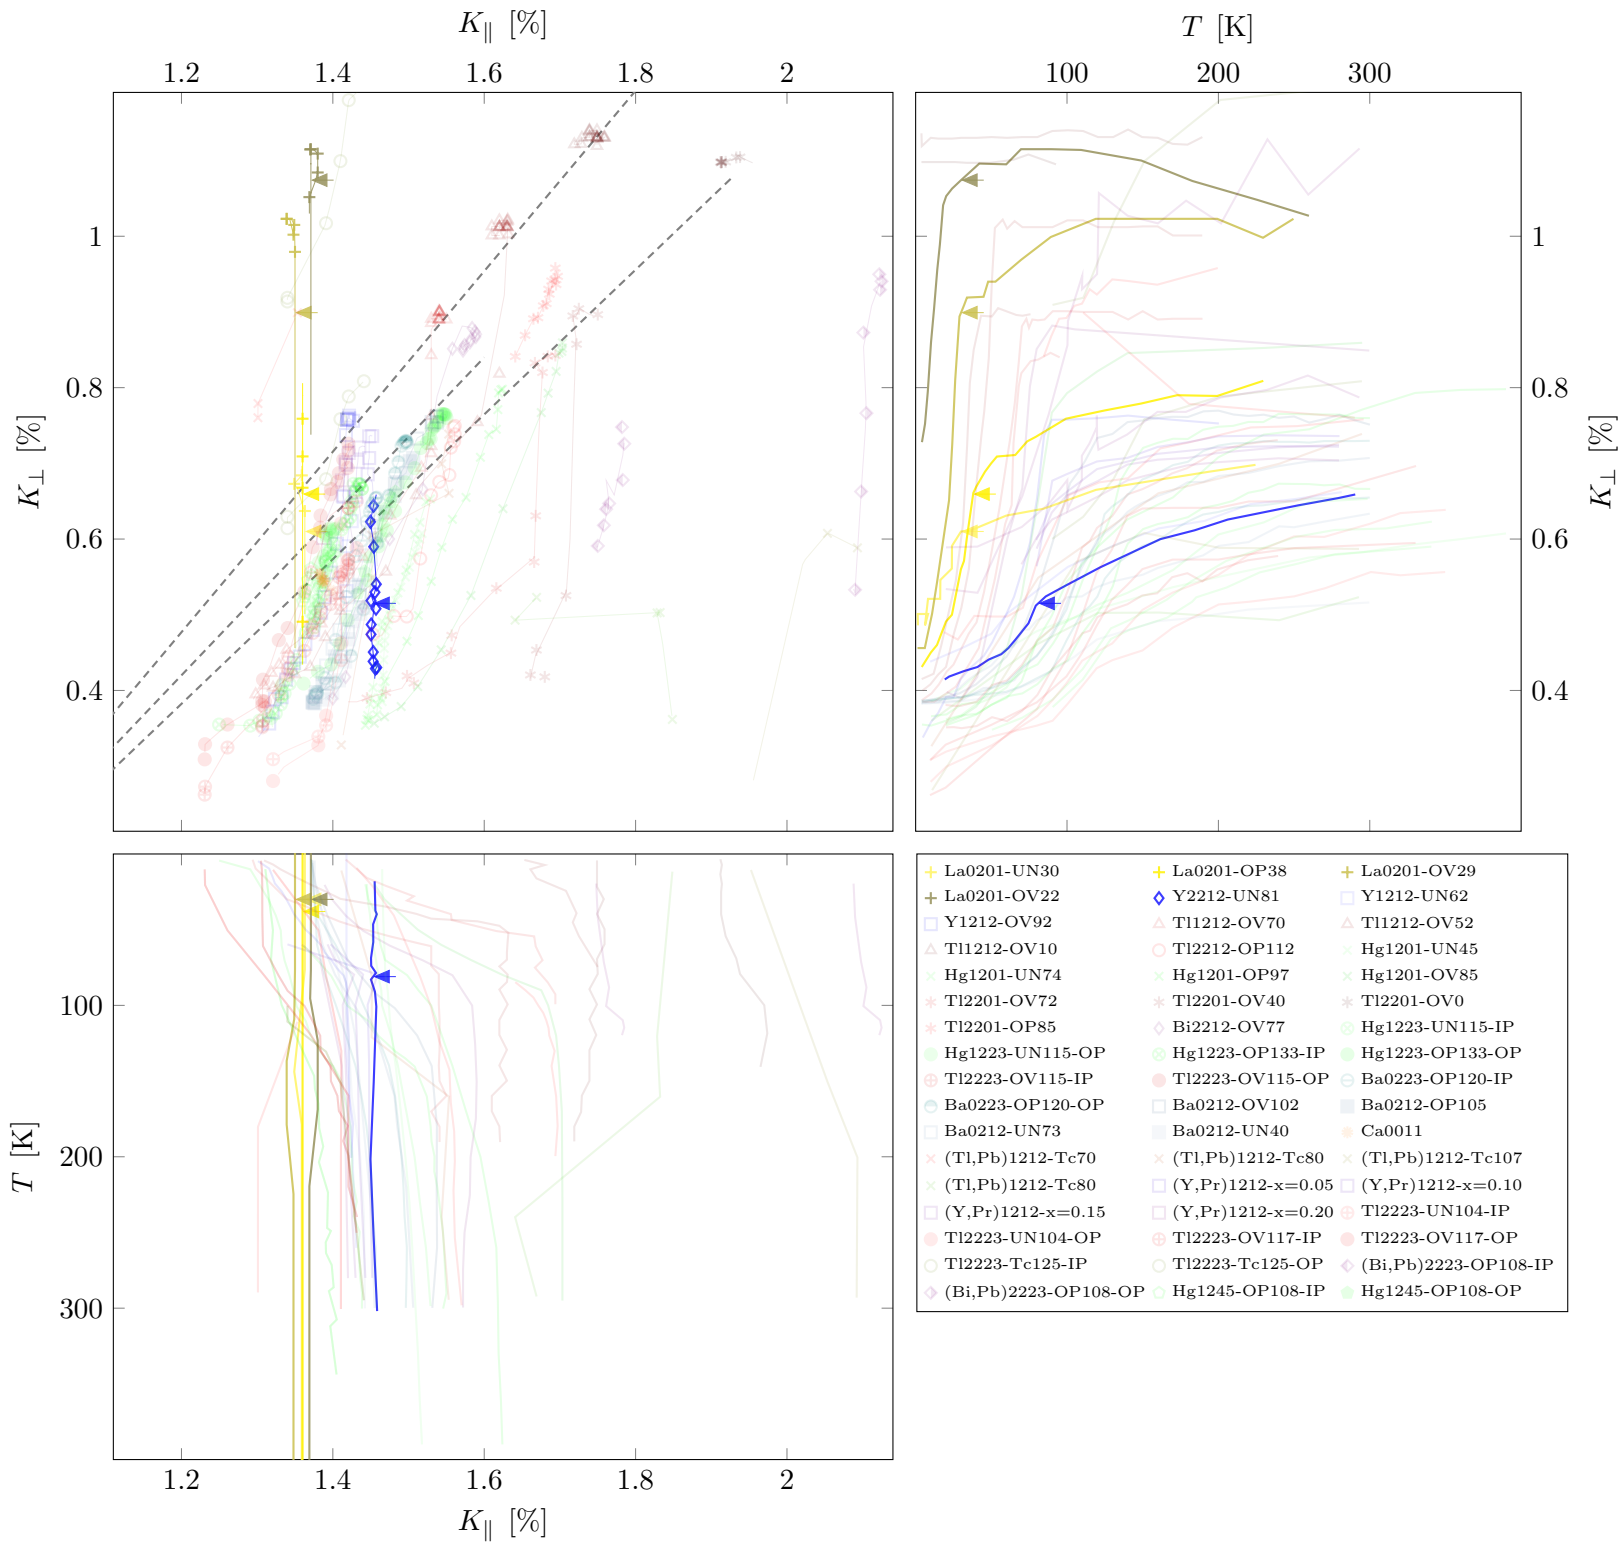 K∥ [%]
T [K]
1.2 1.4 1.6 1.8 2
100 200 300
1
0.8
0.6
0.4
K⊥ [%]
1
0.8
0.6
0.4
K⊥ [%]
100
200
300
T [K]
1.2 1.4 1.6 1.8 2
K∥ [%]
La0201-UN30 La0201-OP38 La0201-OV29
La0201-OV22 Y2212-UN81 Y1212-UN62
Y1212-OV92 Tl1212-OV70 Tl1212-OV52
Tl1212-OV10 Tl2212-OP112 Hg1201-UN45
Hg1201-UN74 Hg1201-OP97 Hg1201-OV85
Tl2201-OV72 Tl2201-OV40 Tl2201-OV0
Tl2201-OP85 Bi2212-OV77 Hg1223-UN115-IP
Hg1223-UN115-OP Hg1223-OP133-IP Hg1223-OP133-OP
Tl2223-OV115-IP Tl2223-OV115-OP Ba0223-OP120-IP
Ba0223-OP120-OP Ba0212-OV102 Ba0212-OP105
Ba0212-UN73 Ba0212-UN40 Ca0011
(Tl,Pb)1212-Tc70 (Tl,Pb)1212-Tc80 (Tl,Pb)1212-Tc107
(Tl,Pb)1212-Tc80 (Y,Pr)1212-x=0.05 (Y,Pr)1212-x=0.10
(Y,Pr)1212-x=0.15 (Y,Pr)1212-x=0.20 Tl2223-UN104-IP
Tl2223-UN104-OP Tl2223-OV117-IP Tl2223-OV117-OP
Tl2223-Tc125-IP Tl2223-Tc125-OP (Bi,Pb)2223-OP108-IP
(Bi,Pb)2223-OP108-OP Hg1245-OP108-IP Hg1245-OP108-OP